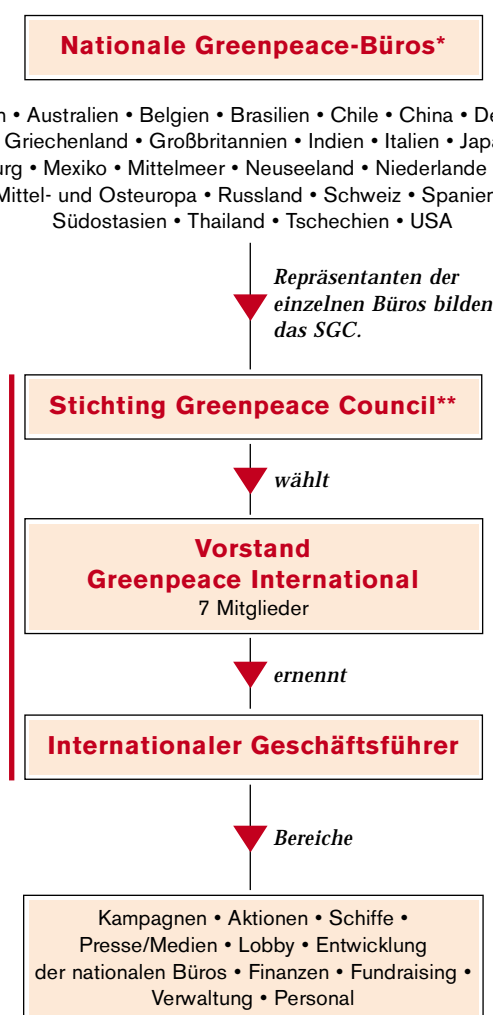 Nationale Greenpeace-Büros*
• Australien • Belgien • Brasilien • Chile • China •
Griechenland • Großbritannien • Indien • Italien •
• Mexiko • Mittelmeer • Neuseeland • Niederlande
Mittel- und Osteuropa • Russland • Schweiz • Spanien
Südostasien • Thailand • Tschechien • USA
Repräsentanten der
einzelnen Büros bilden
das SGC.
Stichting Greenpeace Council**
wählt
Vorstand
Greenpeace International
7 Mitglieder
ernennt
Internationaler Geschäftsführer
Bereiche
Kampagnen • Aktionen • Schiffe •
Presse/Medien • Lobby • Entwicklung
der nationalen Büros • Finanzen • Fundraising •
Verwaltung • Personal